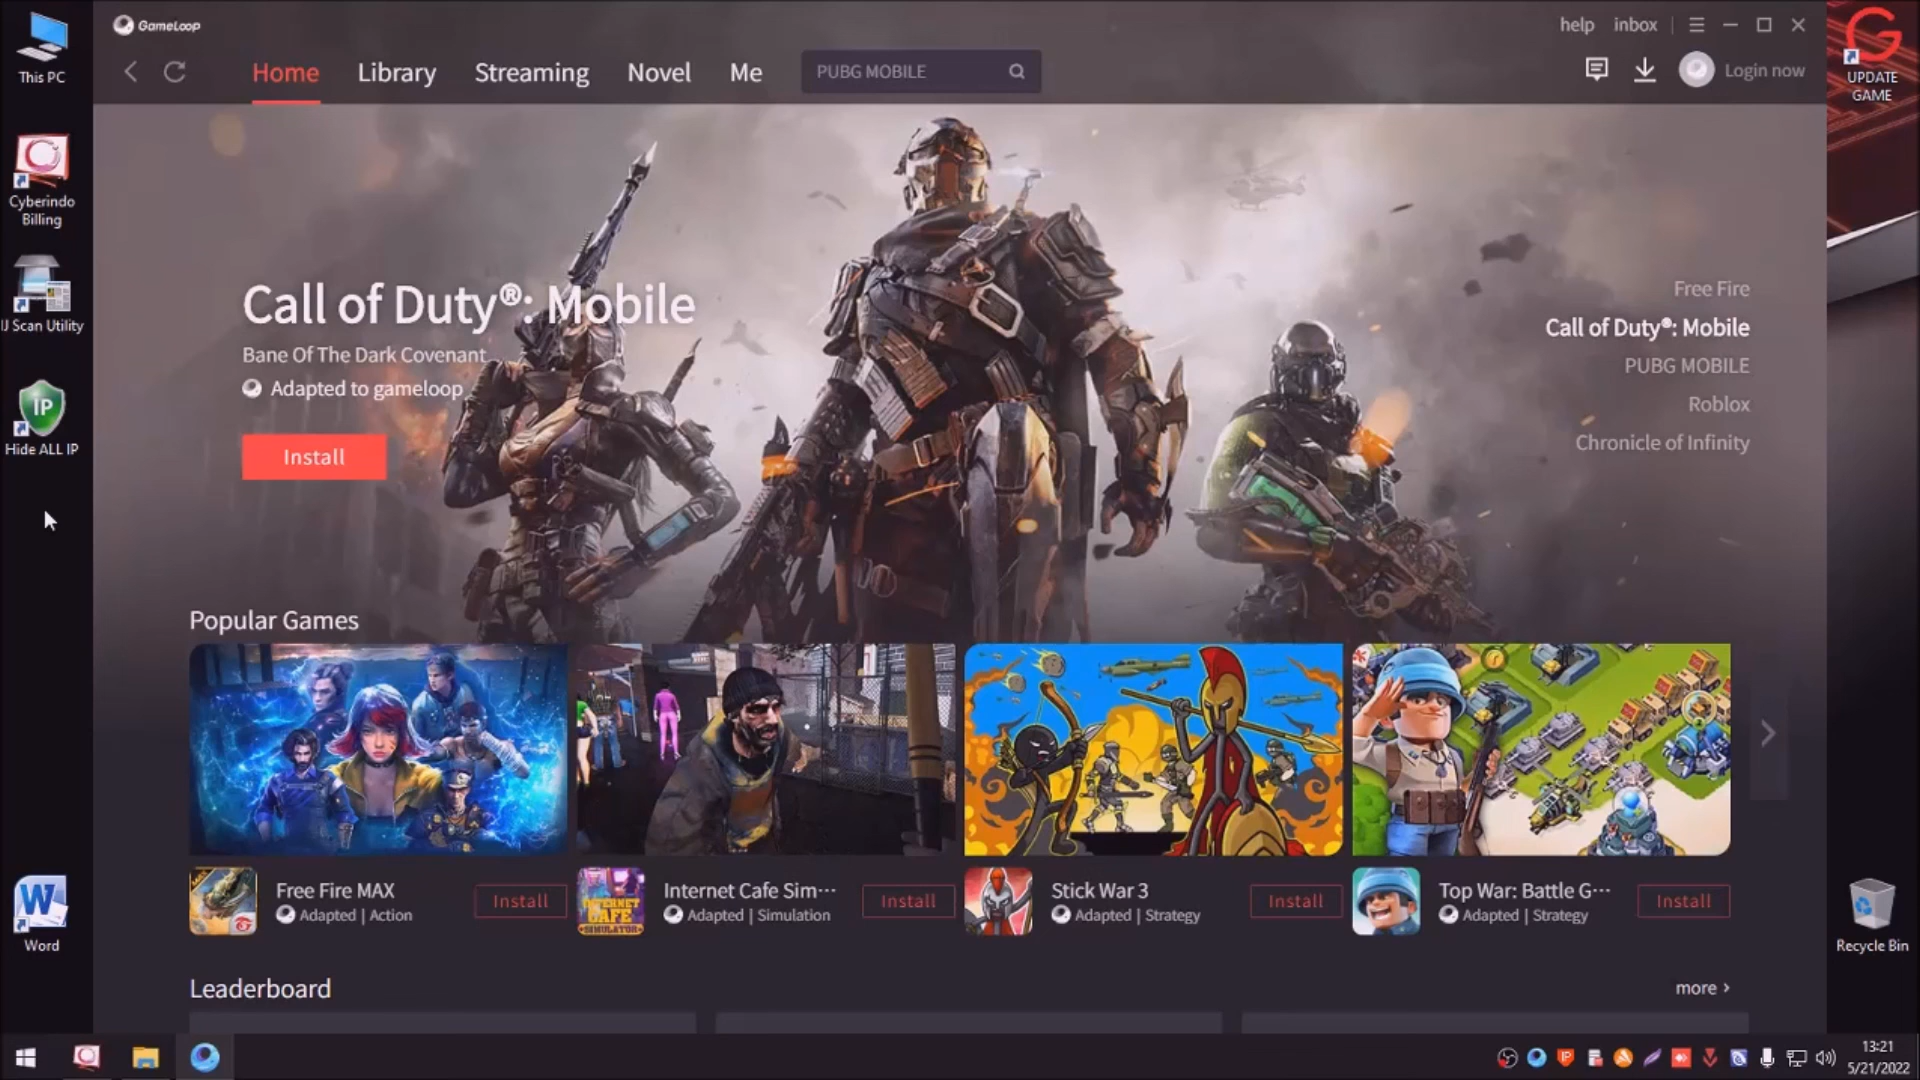 This PC
Cyberindo
Billing
IJ Scan Utility
IP
Hide ALL IP
W
Word
GameLoop
help
inbox
Home
Library
Streaming
Novel
Me
PUBG MOBILE
Login now
UPDATE
GAME
Call of Duty®: Mobile
Bane Of The Dark Covenant
Adapted to gameloop
Install
Free Fire
Call of Duty®: Mobile
PUBG MOBILE
Roblox
Chronicle of Infinity
Popular Games
Free Fire MAX
Adapted | Action
Install
INTERNET
CAFE
SIMULATOR
Internet Cafe Sim···
Adapted | Simulation
Install
Stick War 3
Adapted | Strategy
Install
Top War: Battle G···
Adapted | Strategy
Install
Leaderboard
more ›
Recycle Bin
13:21
5/21/2022